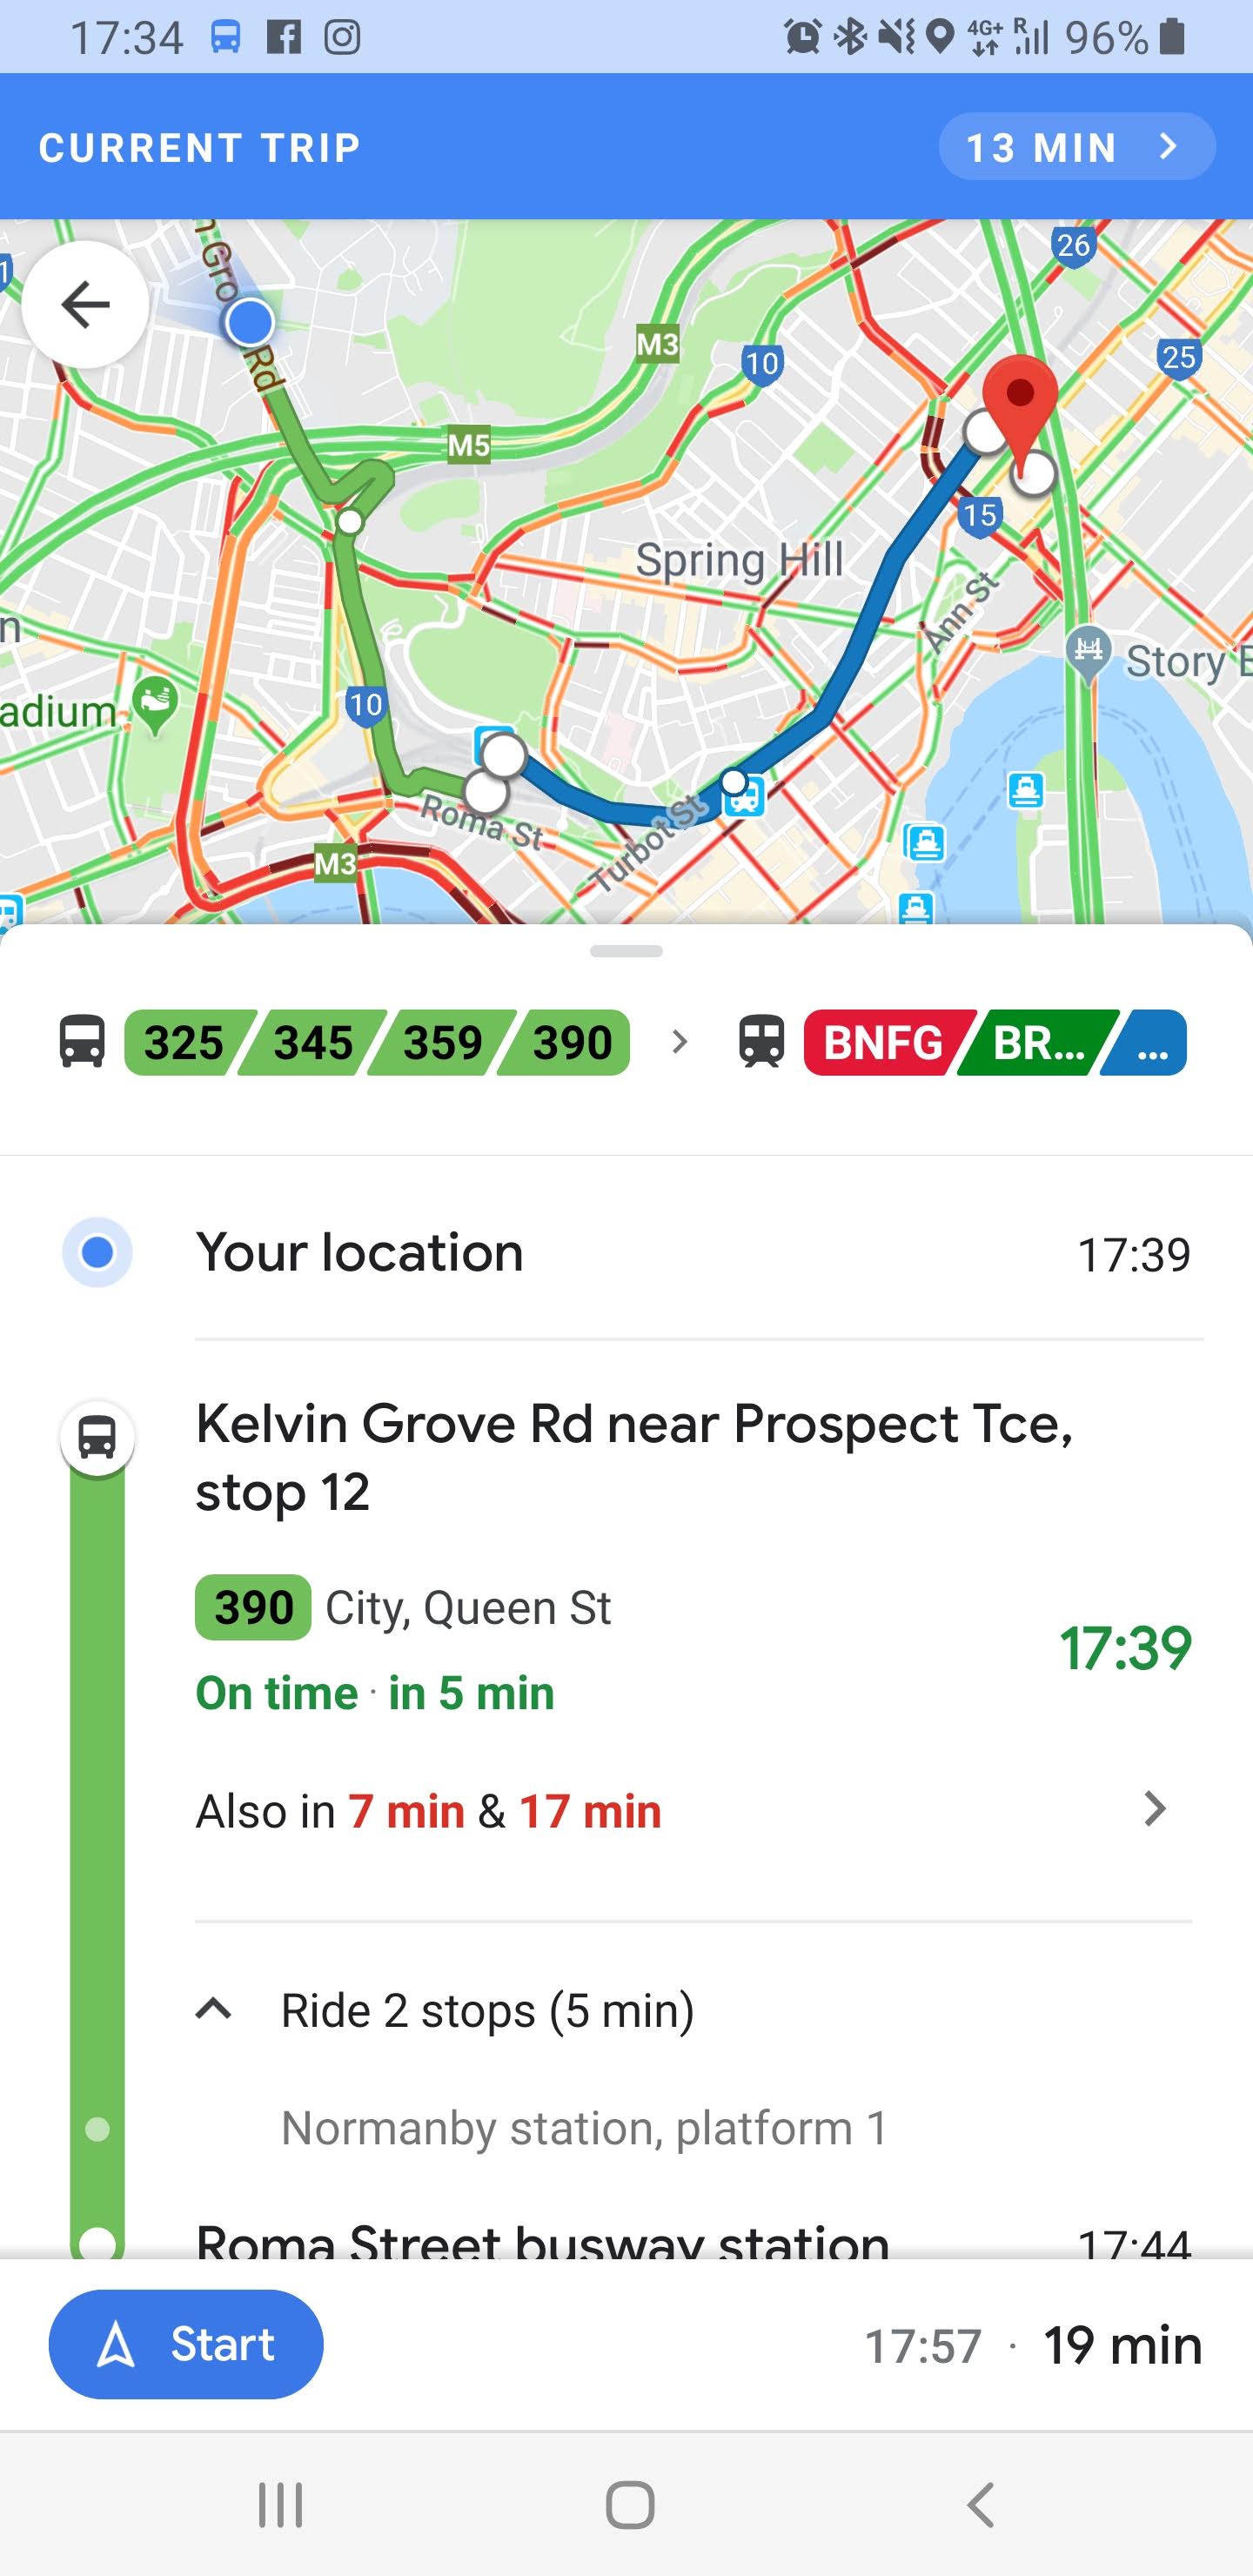 17:34
4G+ R 96%
CURRENT TRIP
13 MIN
Rd
M3
26
10
25
M5
15
Spring Hill
Ann St
Story
10
Roma St
Turbot St
M3
325 345 359 390
BNFG BR... ...
Your location
17:39
Kelvin Grove Rd near Prospect Tce,
stop 12
390 City, Queen St
17:39
On time · in 5 min
Also in 7 min & 17 min
Ride 2 stops (5 min)
Normanby station, platform 1
Roma Street busway station
17:44
Start
17:57 · 19 min